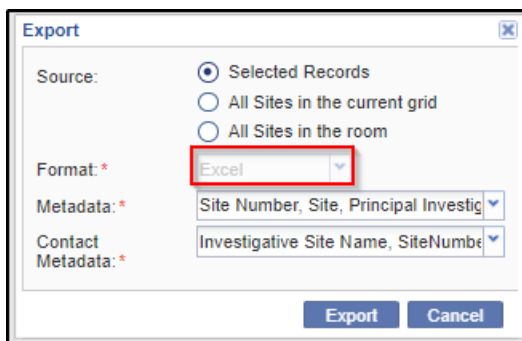 Export
Source:
Selected Records
All Sites in the current grid
All Sites in the room
Format:*
Excel
Metadata:*
Site Number, Site, Principal Investig
Contact
Metadata:*
Investigative Site Name, SiteNumbe
Export Cancel